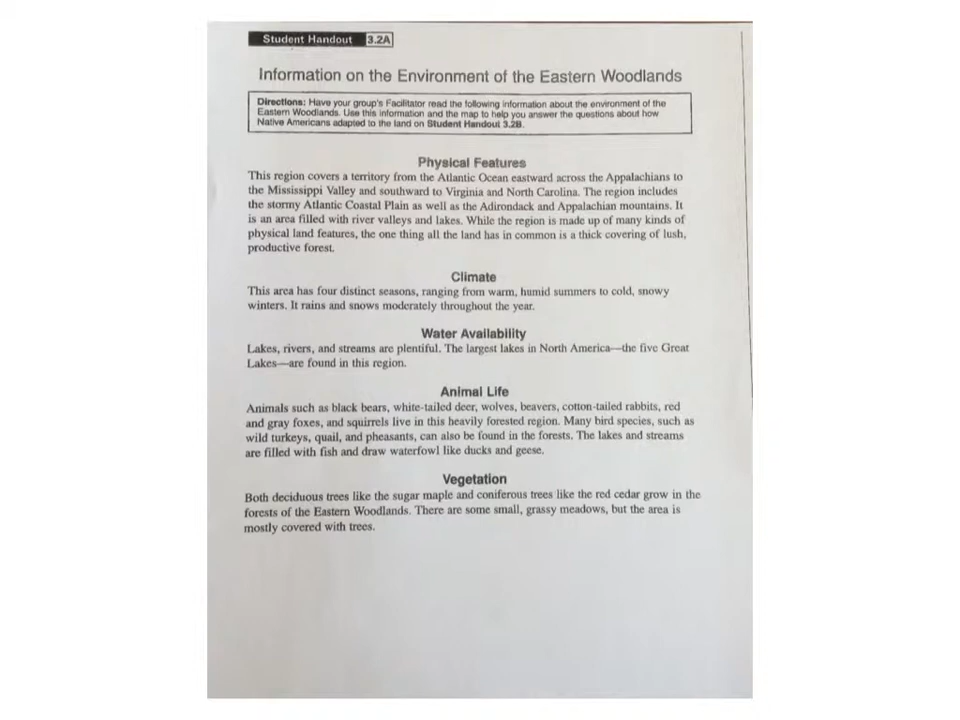 Student Handout 3.2A
Information on the Environment of the Eastern Woodlands
Directions: Have your group's Facilitator read the following information about the environment of the
Eastern Woodlands. Use this information and the map to help you answer the questions about how
Native Americans adapted to the land on Student Handout 3.2B.
Physical Features
This region covers a territory from the Atlantic Ocean eastward across the Appalachians to
the Mississippi Valley and southward to Virginia and North Carolina. The region includes
the stormy Atlantic Coastal Plain as well as the Adirondack and Appalachian mountains. It
is an area filled with river valleys and lakes. While the region is made up of many kinds of
physical land features, the one thing all the land has in common is a thick covering of lush,
productive forest.
Climate
This area has four distinct seasons, ranging from warm, humid summers to cold, snowy
winters. It rains and snows moderately throughout the year.
Water Availability
Lakes, rivers, and streams are plentiful. The largest lakes in North America—the five Great
Lakes—are found in this region.
Animal Life
Animals such as black bears, white-tailed deer, wolves, beavers, cotton-tailed rabbits, red
and gray foxes, and squirrels live in this heavily forested region. Many bird species, such as
wild turkeys, quail, and pheasants, can also be found in the forests. The lakes and streams
are filled with fish and draw waterfowl like ducks and geese.
Vegetation
Both deciduous trees like the sugar maple and coniferous trees like the red cedar grow in the
forests of the Eastern Woodlands. There are some small, grassy meadows, but the area is
mostly covered with trees.